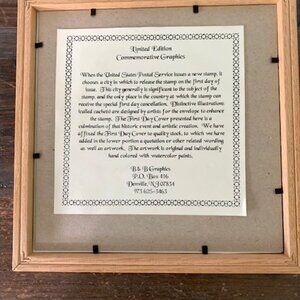 Limited Edition
Commemorative Graphics
When the United States Postal Service issues a new stamp, it
chooses a city in which to release the stamp on the first day of
issue. This city generally is significant to the subject of the
stamp, and the only place in the country at which the stamp can
receive the special first day cancellation. Distinctive illustration:
(called cachets) are designed by artists for the envelope to enhance
the stamp. The First Day Cover presented here is a
culmination of that historic event and artistic creation. We have
affixed the First Day Cover to quality stock, to which we have
added in the lower portion a quotation or other related wording
as well as artwork. The artwork is original and individually
hand colored with watercolor paints.
B & B Graphics
P.O. Box 416
Denville, NJ 07834
973 625-3463